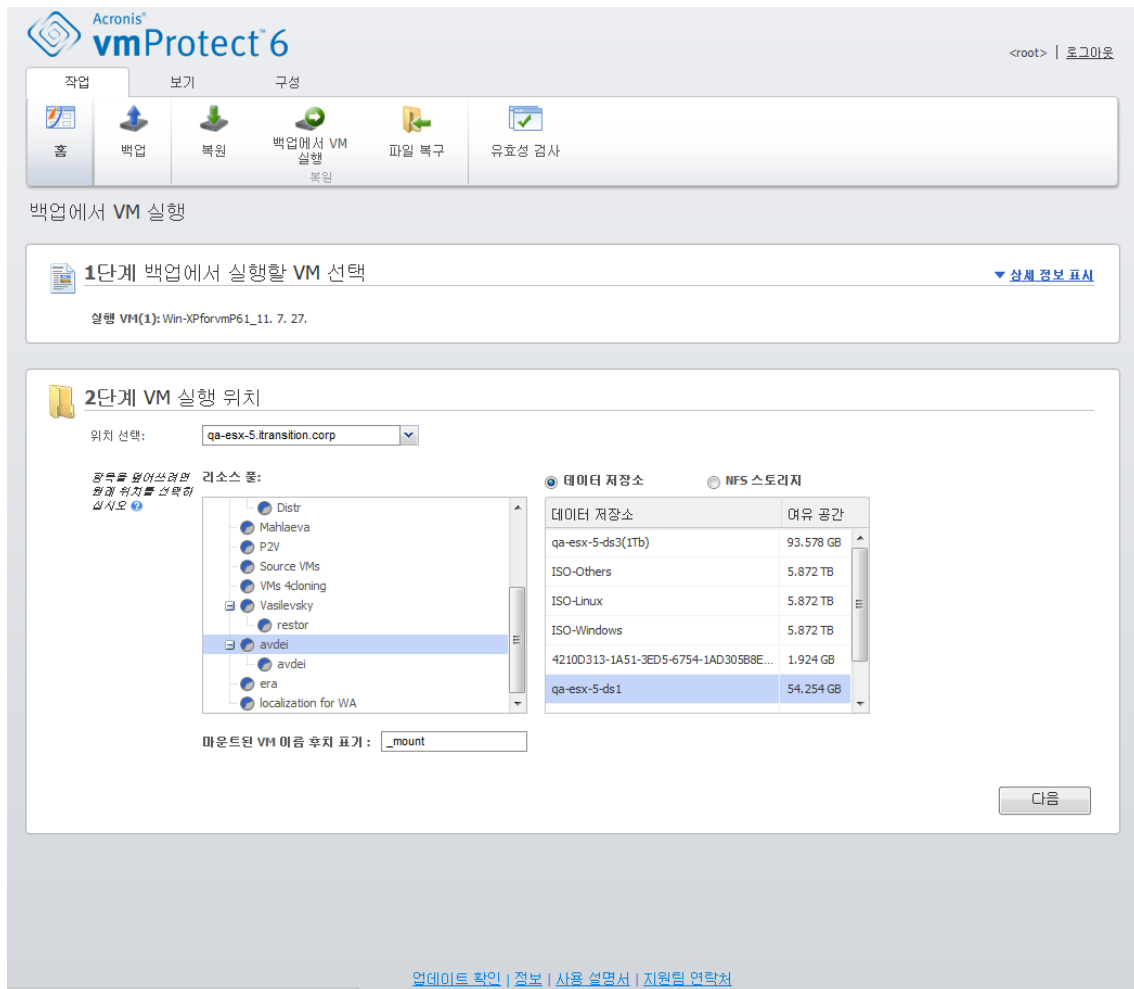 Acronis®
vmProtect™6
<root> | 로그아웃
작업 보기 구성
홈 백업 복원 백업에서 VM 실행 파일 복구 유효성 검사
복원
백업에서 VM 실행
1단계 백업에서 실행할 VM 선택
▼ 상세 정보 표시
실행 VM(1): Win-XPforvmP61_11. 7. 27.
2단계 VM 실행 위치
위치 선택: qa-esx-5.itransition.corp
항목을 덮어쓰려면
원래 위치를 선택하
십시오
리소스 풀:
Distr
Mahlaeva
P2V
Source VMs
VMs 4cloning
Vasilevsky
restor
avdei
avdei
era
localization for WA
데이터 저장소 NFS 스토리지
데이터 저장소 여유 공간
qa-esx-5-ds3(1Tb) 93.578 GB
ISO-Others 5.872 TB
ISO-Linux 5.872 TB
ISO-Windows 5.872 TB
4210D313-1A51-3ED5-6754-1AD305B8E... 1.924 GB
qa-esx-5-ds1 54.254 GB
마운트된 VM 이름 후치 표기 : _mount
다음
업데이트 확인 | 정보 | 사용 설명서 | 지원팀 연락처